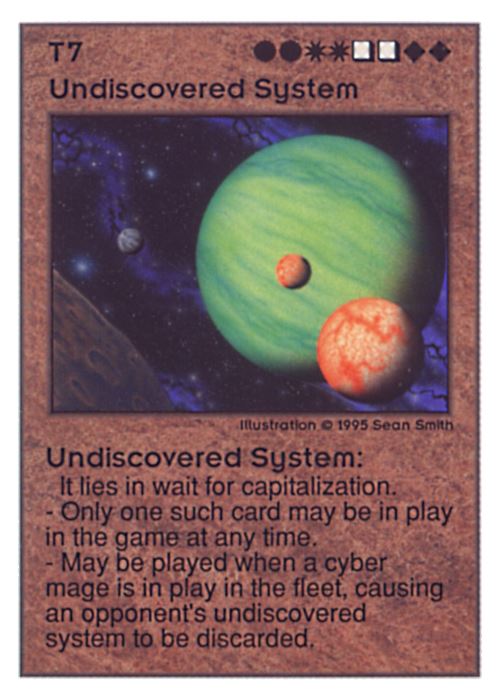 T7
Undiscovered System
Illustration © 1995 Sean Smith
Undiscovered System:
It lies in wait for capitalization.
- Only one such card may be in play
in the game at any time.
- May be played when a cyber
mage is in play in the fleet, causing
an opponent's undiscovered
system to be discarded.